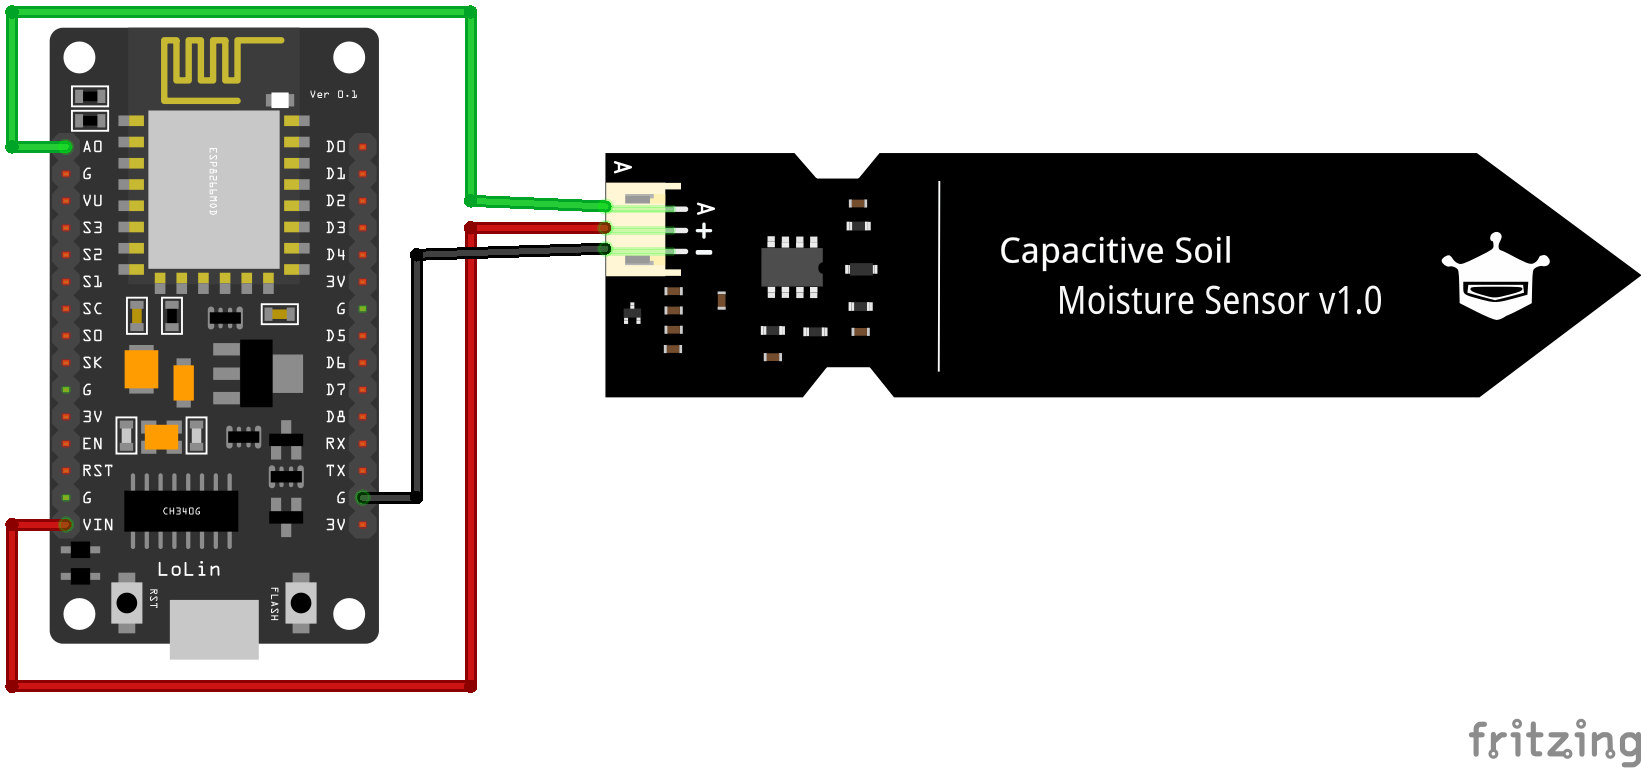 Ver 0.1
ESP8266MOD
A0
G
VU
S3
S2
S1
SC
S0
SK
G
3V
EN
RST
G
VIN
D0
D1
D2
D3
D4
3V
G
D5
D6
D7
D8
RX
TX
G
3V
CH340G
LoLin
RST
FLASH
A
A
+
-
Capacitive Soil
Moisture Sensor v1.0
fritzing